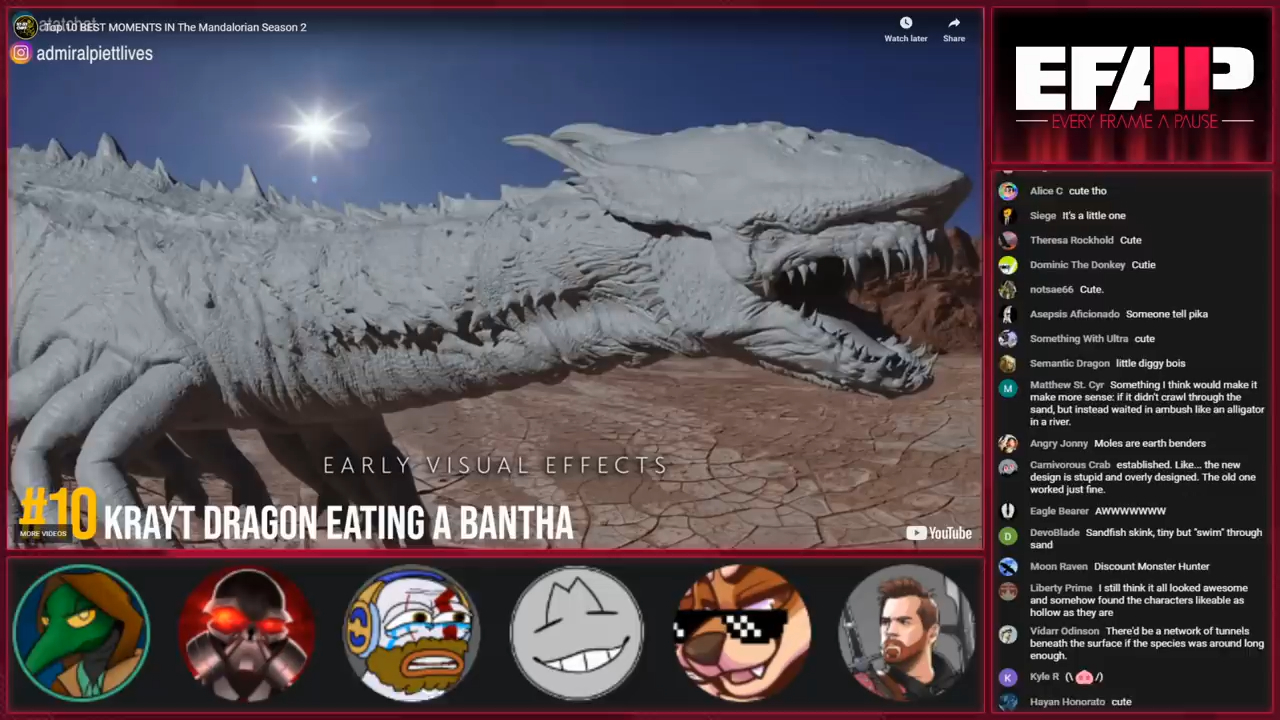 Top 10 BEST MOMENTS IN The Mandalorian Season 2
Watch later
Share
admiralpiettlives
EARLY VISUAL EFFECTS
#10 KRAYT DRAGON EATING A BANTHA
MORE VIDEOS
YouTube
EFAP
EVERY FRAME A PAUSE
Alice C cute tho
Siege It's a little one
Theresa Rockhold Cute
Dominic The Donkey Cutie
notsae66 Cute.
Asepsis Aficionado Someone tell pika
Something With Ultra cute
Semantic Dragon little diggy bois
M
Matthew St. Cyr Something I think would make it
make more sense: if it didn't crawl through the
sand, but instead waited in ambush like an alligator
in a river.
Angry Jonny Moles are earth benders
Carnivorous Crab established. Like... the new
design is stupid and overly designed. The old one
worked just fine.
Eagle Bearer AWWWWWWW
D
DevoBlade Sandfish skink, tiny but "swim" through
sand
Moon Raven Discount Monster Hunter
Liberty Prime I still think it all looked awesome
and somehow found the characters likeable as
hollow as they are
Vídarr Odinson There'd be a network of tunnels
beneath the surface if the species was around long
enough.
K
Kyle R (\ /)
Hayan Honorato cute